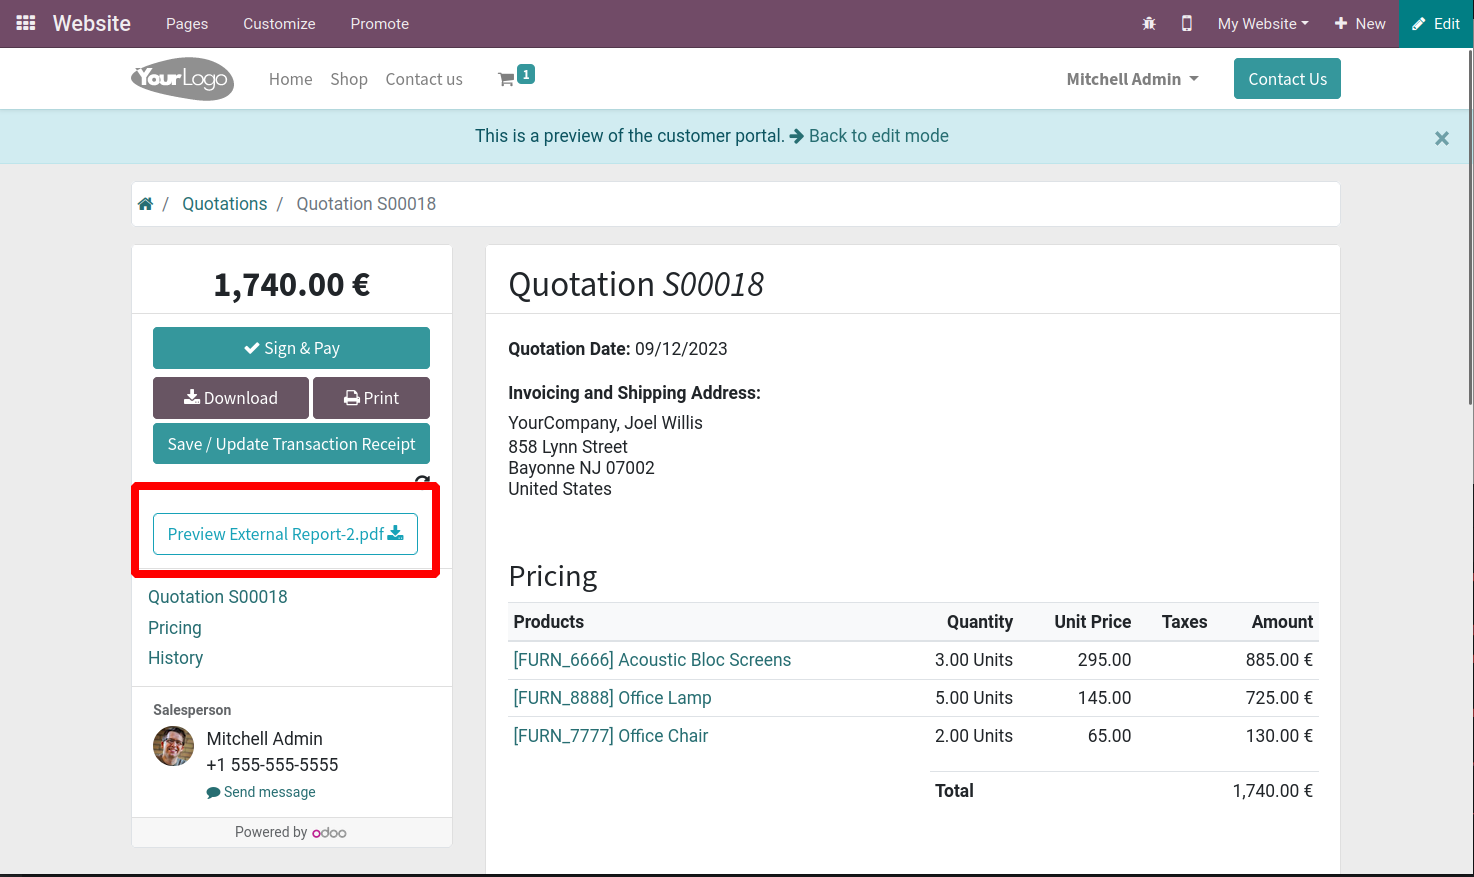 Website Pages Customize Promote My Website New Edit
YourLogo Home Shop Contact us 1 Mitchell Admin Contact Us
This is a preview of the customer portal. Back to edit mode
/ Quotations / Quotation S00018
1,740.00 €
Sign & Pay
Download Print
Save / Update Transaction Receipt
Preview External Report-2.pdf
Quotation S00018
Pricing
History
Salesperson
Mitchell Admin
+1 555-555-5555
Send message
Powered by odoo
Quotation S00018
Quotation Date: 09/12/2023
Invoicing and Shipping Address:
YourCompany, Joel Willis
858 Lynn Street
Bayonne NJ 07002
United States
Pricing
Products Quantity Unit Price Taxes Amount
[FURN_6666] Acoustic Bloc Screens 3.00 Units 295.00 885.00 €
[FURN_8888] Office Lamp 5.00 Units 145.00 725.00 €
[FURN_7777] Office Chair 2.00 Units 65.00 130.00 €
Total 1,740.00 €